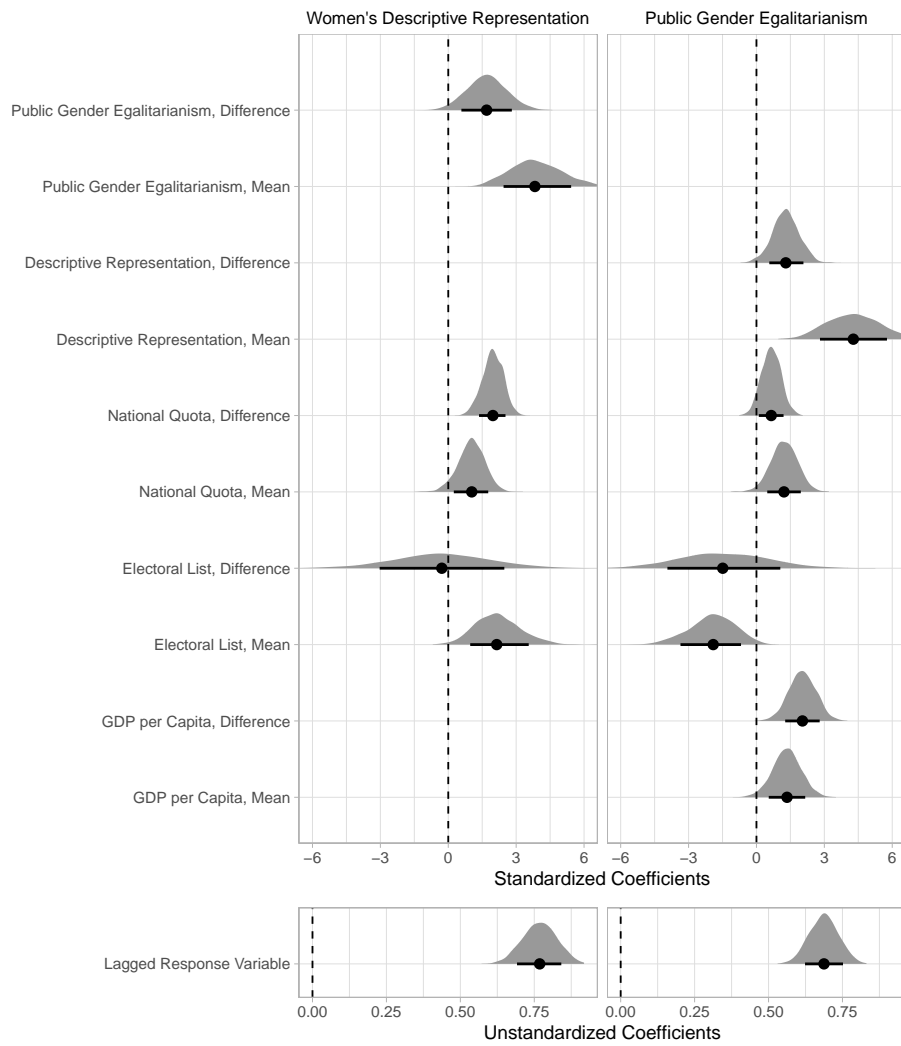 Women's Descriptive Representation
Public Gender Egalitarianism
Public Gender Egalitarianism, Difference
Public Gender Egalitarianism, Mean
Descriptive Representation, Difference
Descriptive Representation, Mean
National Quota, Difference
National Quota, Mean
Electoral List, Difference
Electoral List, Mean
GDP per Capita, Difference
GDP per Capita, Mean
−6 −3 0 3 6 −6 −3 0 3 6
Standardized Coefficients
Lagged Response Variable
0.00 0.25 0.50 0.75 0.00 0.25 0.50 0.75
Unstandardized Coefficients